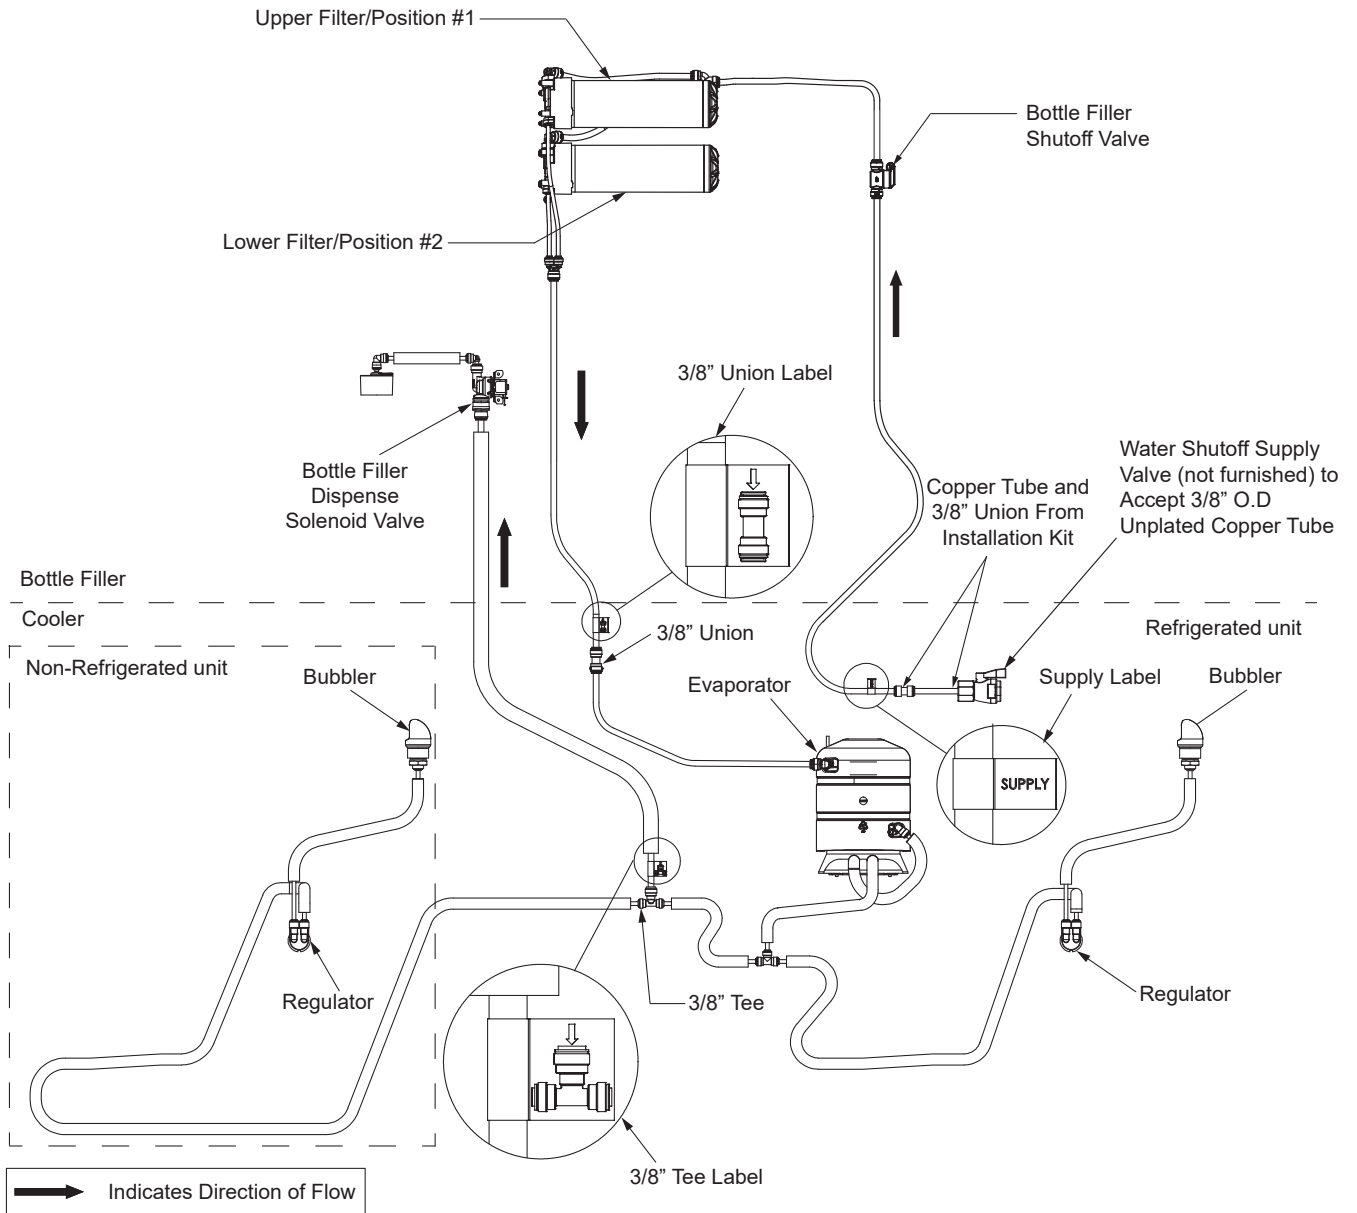 Upper Filter/Position #1
Bottle Filler
Shutoff Valve
Lower Filter/Position #2
3/8” Union Label
Bottle Filler
Dispense
Solenoid Valve
Copper Tube and
3/8” Union From
Installation Kit
Water Shutoff Supply
Valve (not furnished) to
Accept 3/8” O.D
Unplated Copper Tube
Bottle Filler
Cooler
3/8” Union
Refrigerated unit
Non-Refrigerated unit
Bubbler
Evaporator
Supply Label
Bubbler
SUPPLY
Regulator
3/8” Tee
Regulator
3/8” Tee Label
Indicates Direction of Flow